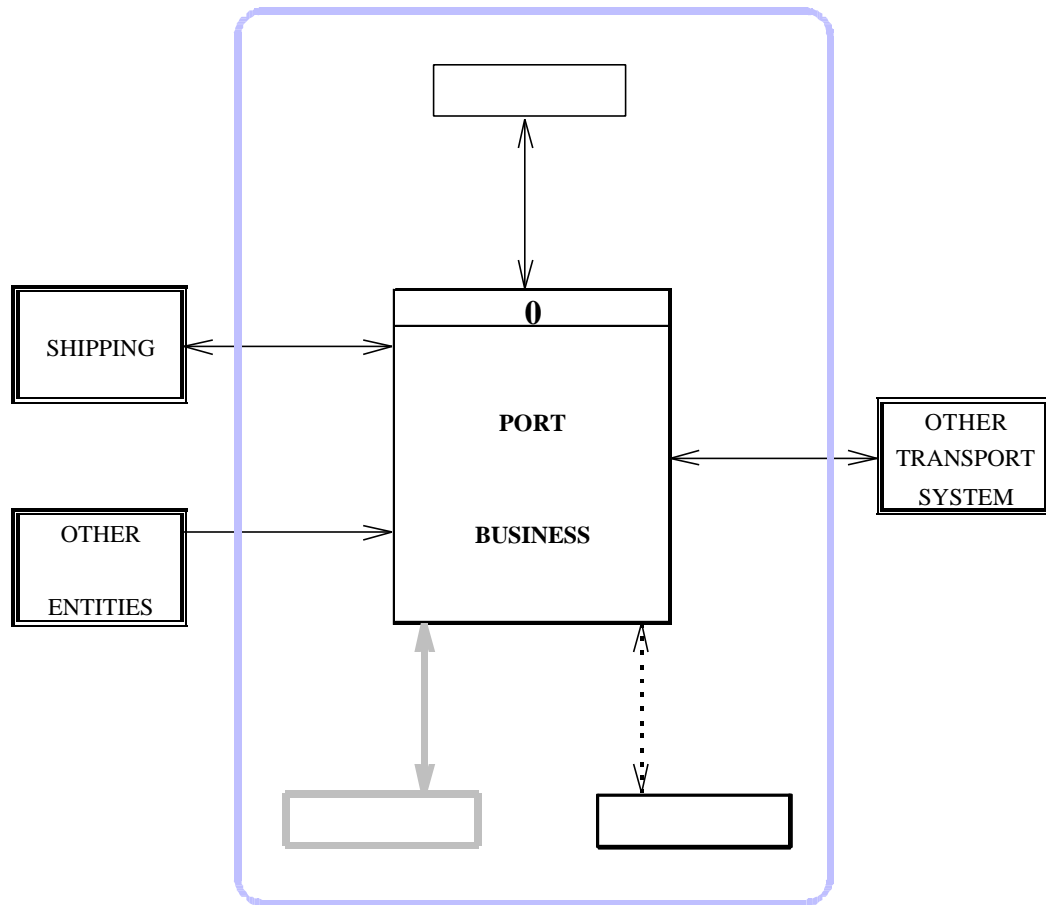 0
SHIPPING
PORT
BUSINESS
OTHER
TRANSPORT
SYSTEM
OTHER
ENTITIES